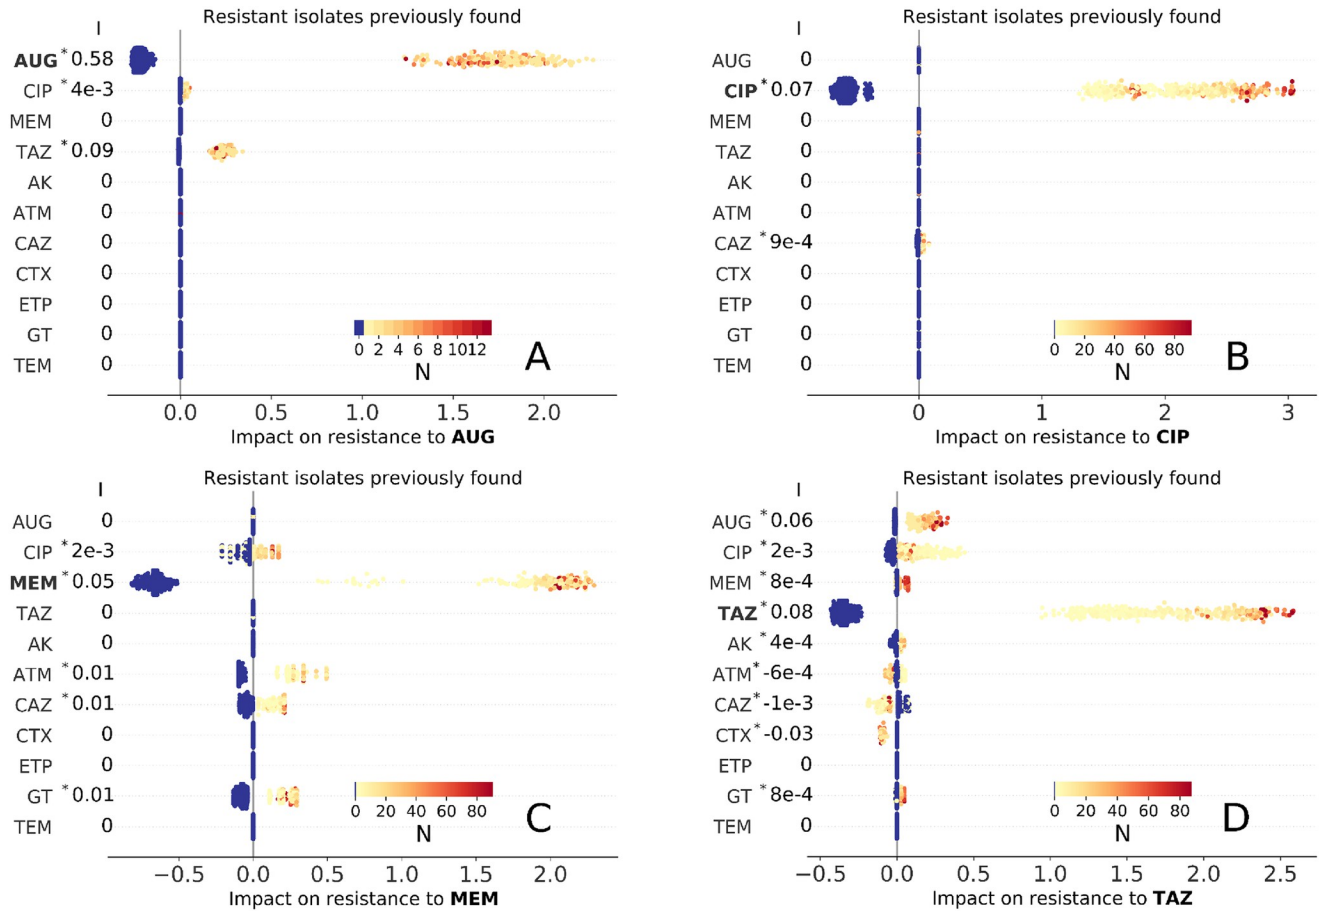 Resistant isolates previously found
I
AUG *0.58
CIP *4e-3
MEM 0
TAZ *0.09
AK 0
ATM 0
CAZ 0
CTX 0
ETP 0
GT 0
TEM 0
0 2 4 6 8 10 12
N
A
0.0 0.5 1.0 1.5 2.0
Impact on resistance to AUG
Resistant isolates previously found
I
AUG 0
CIP *0.07
MEM 0
TAZ 0
AK 0
ATM 0
CAZ *9e-4
CTX 0
ETP 0
GT 0
TEM 0
0 20 40 60 80
N
B
0 1 2 3
Impact on resistance to CIP
Resistant isolates previously found
I
AUG 0
CIP *2e-3
MEM *0.05
TAZ 0
AK 0
ATM *0.01
CAZ *0.01
CTX 0
ETP 0
GT *0.01
TEM 0
0 20 40 60 80
N
C
−0.5 0.0 0.5 1.0 1.5 2.0
Impact on resistance to MEM
Resistant isolates previously found
I
AUG *0.06
CIP *2e-3
MEM *8e-4
TAZ *0.08
AK *4e-4
ATM *-6e-4
CAZ *-1e-3
CTX *-0.03
ETP 0
GT *8e-4
TEM 0
0 20 40 60 80
N
D
−0.5 0.0 0.5 1.0 1.5 2.0 2.5
Impact on resistance to TAZ